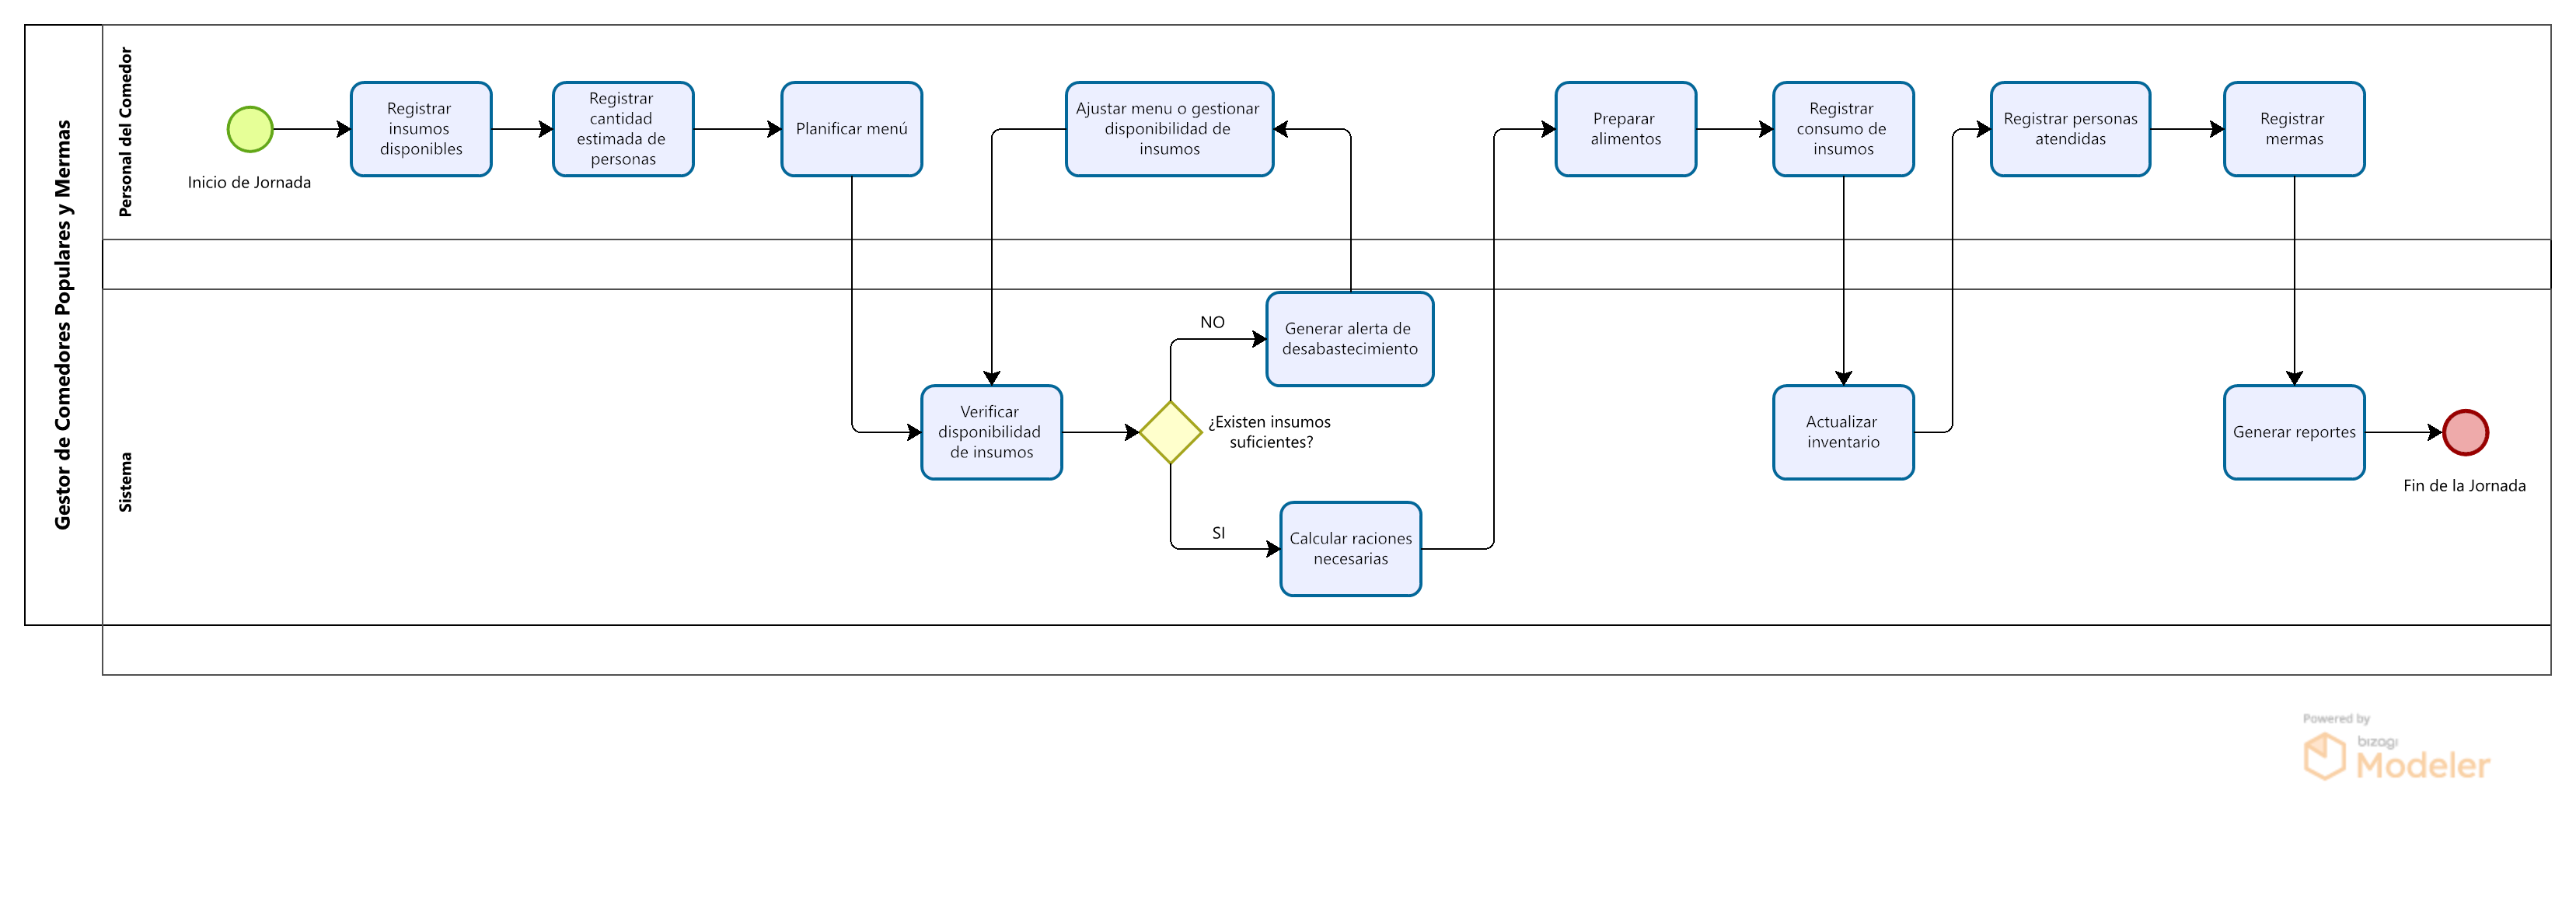 Gestor de Comedores Populares y Mermas
Personal del Comedor
Inicio de Jornada
Registrar
insumos
disponibles
Registrar
cantidad
estimada de
personas
Planificar menú
Ajustar menu o gestionar
disponibilidad de
insumos
Preparar
alimentos
Registrar
consumo de
insumos
Registrar personas
atendidas
Registrar
mermas
Sistema
Verificar
disponibilidad
de insumos
¿Existen insumos
suficientes?
NO
Generar alerta de
desabastecimiento
SI
Calcular raciones
necesarias
Actualizar
inventario
Generar reportes
Fin de la Jornada
Powered by
bizagi
Modeler